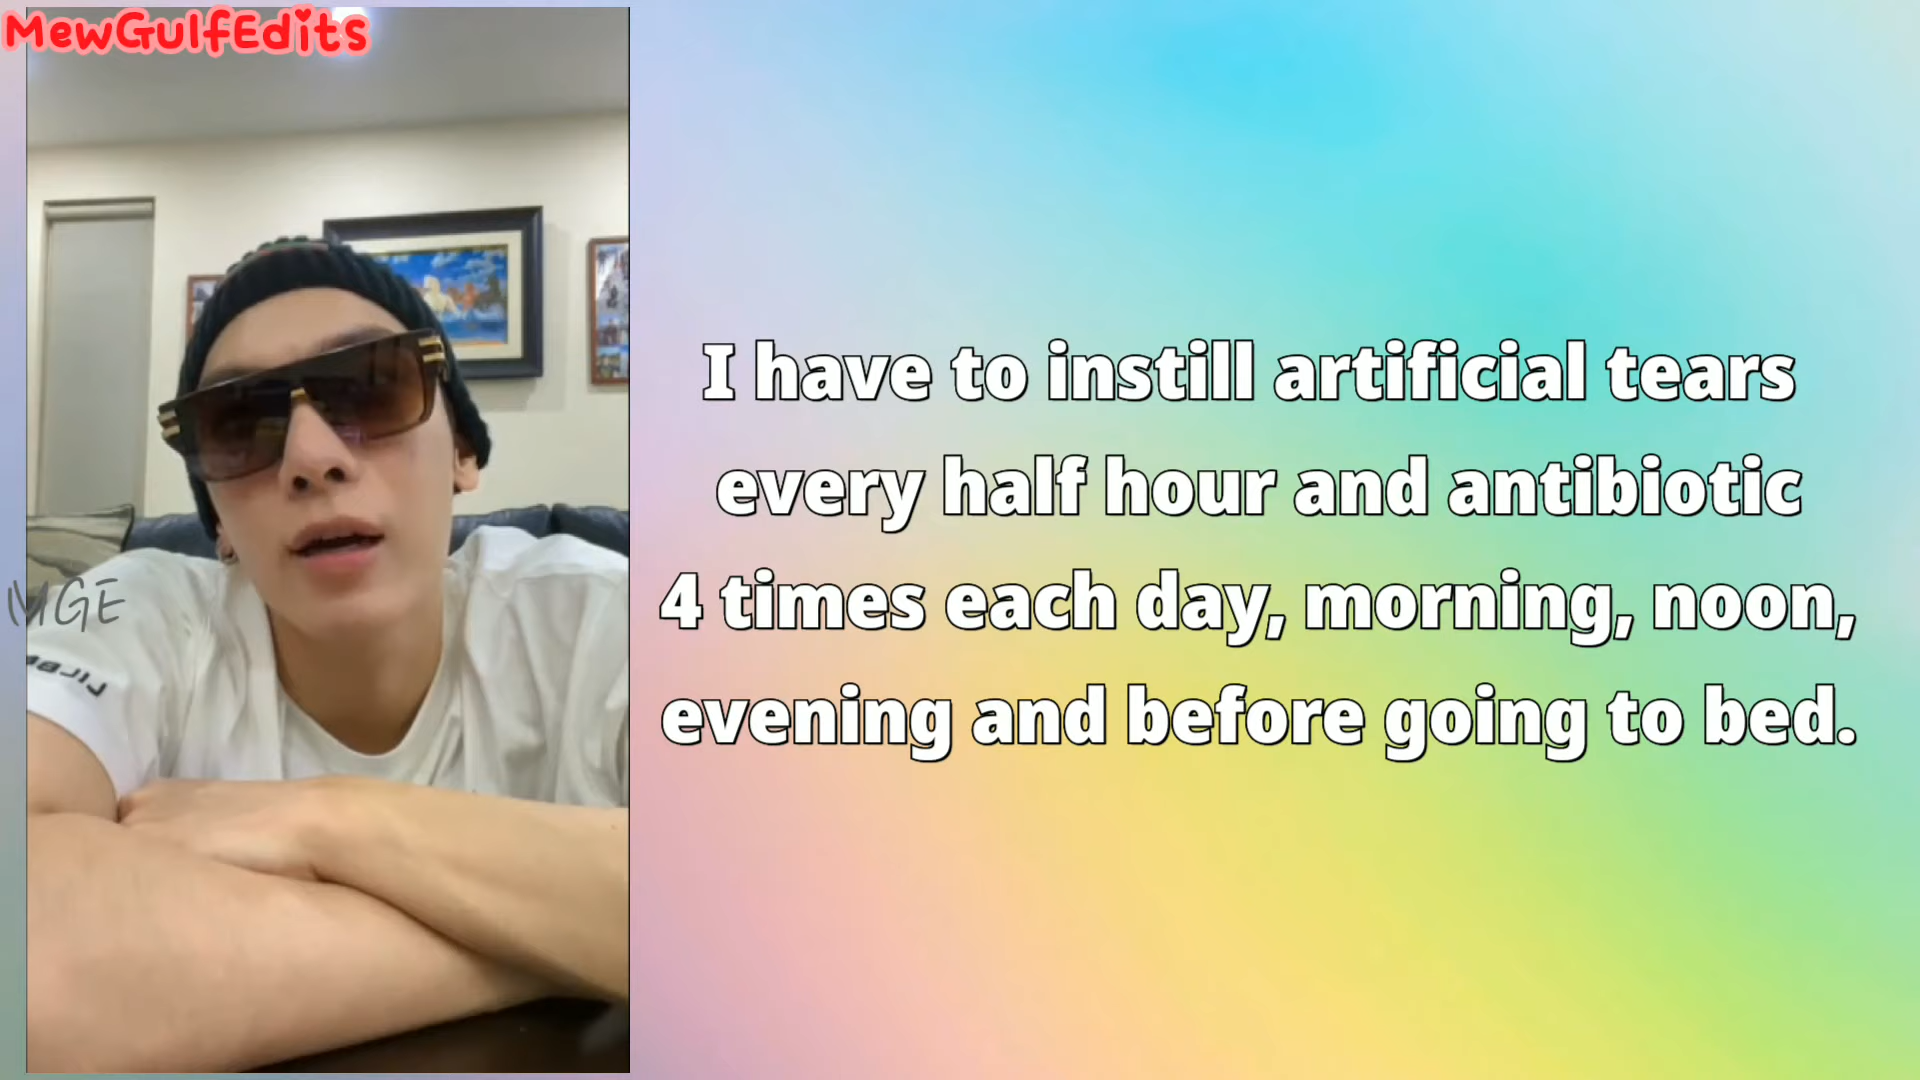 MewGulfEdits
I have to instill artificial tears
every half hour and antibiotic
4 times each day, morning, noon,
evening and before going to bed.
MGE